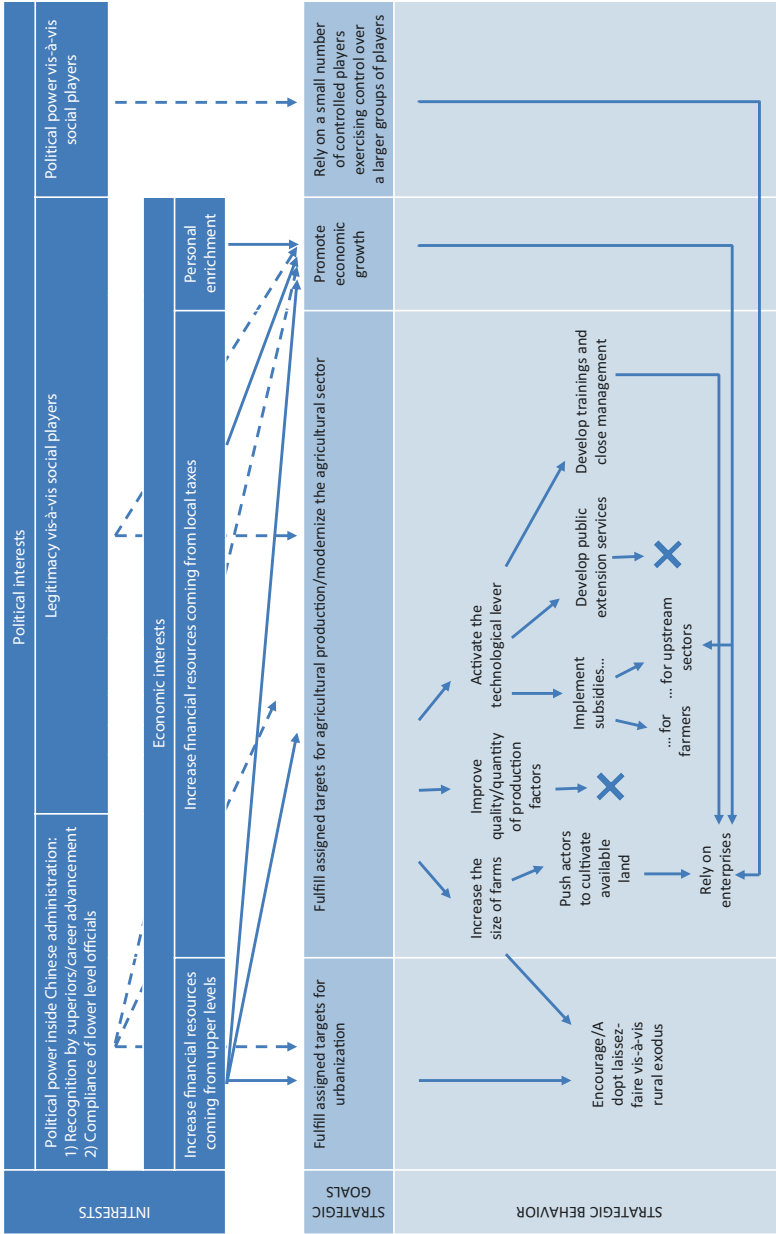 INTERESTS
Political interests
Political power inside Chinese administration:
1) Recognition by superiors/career advancement
2) Compliance of lower level officials
Legitimacy vis-à-vis social players
Political power vis-à-vis
social players
Economic interests
Increase financial resources
coming from upper levels
Increase financial resources coming from local taxes
Personal
enrichment
STRATEGIC
GOALS
Fulfill assigned targets for
urbanization
Fulfill assigned targets for agricultural production/modernize the agricultural sector
Promote
economic
growth
Rely on a small number
of controlled players
exercising control over
a larger groups of players
STRATEGIC BEHAVIOR
Increase the
size of farms
Improve
quality/quantity
of production
factors
Activate the
technological lever
Encourage/A
dopt laissez-
faire vis-à-vis
rural exodus
Push actors
to cultivate
available
land
Implement
subsidies...
Develop public
extension services
Develop trainings and
close management
... for
farmers
... for upstream
sectors
Rely on
enterprises